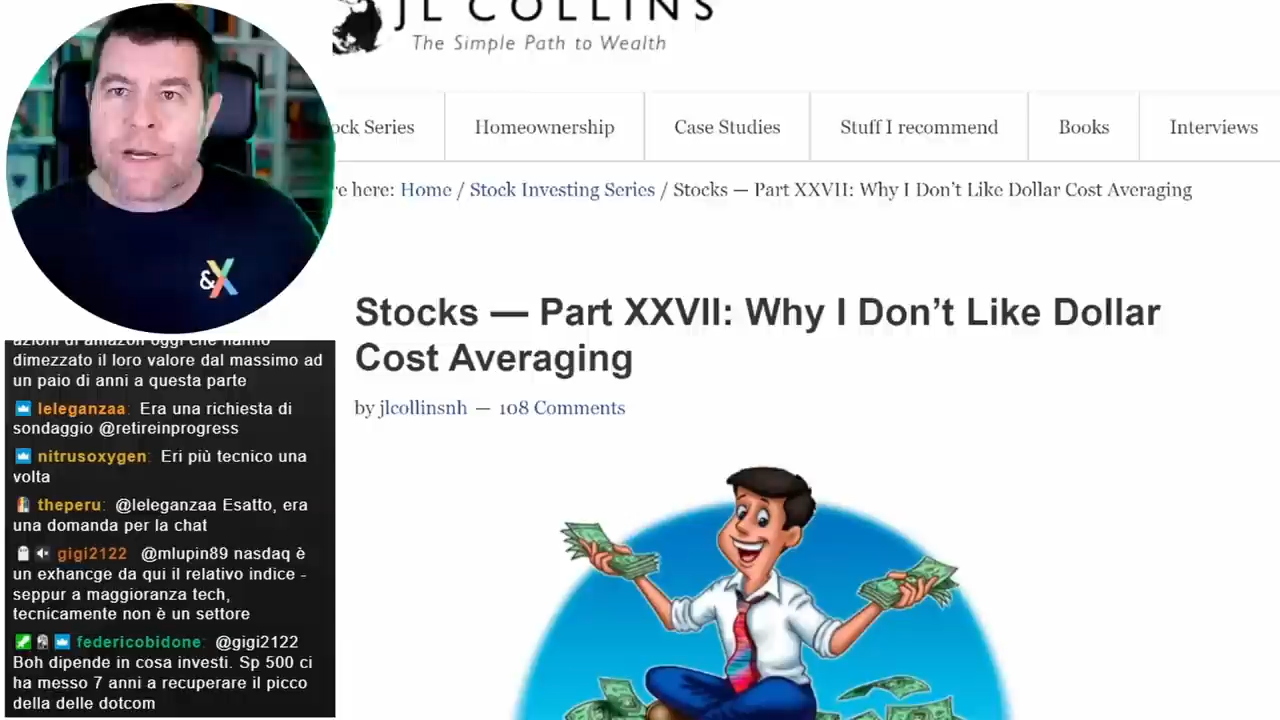 JL COLLINS
The Simple Path to Wealth
ock Series
Homeownership
Case Studies
Stuff I recommend
Books
Interviews
e here: Home / Stock Investing Series / Stocks — Part XXVII: Why I Don’t Like Dollar Cost Averaging
&X
Stocks — Part XXVII: Why I Don’t Like Dollar
Cost Averaging
by jlcollinsnh — 108 Comments
azioni di amazon oggi che hanno
dimezzato il loro valore dal massimo ad
un paio di anni a questa parte
leleganzaa: Era una richiesta di
sondaggio @retireinprogress
nitrusoxygen: Eri più tecnico una
volta
theperu: @leleganzaa Esatto, era
una domanda per la chat
gigi2122 @mlupin89 nasdaq è
un exhancge da qui il relativo indice -
seppur a maggioranza tech,
tecnicamente non è un settore
federicobidone: @gigi2122
Boh dipende in cosa investi. Sp 500 ci
ha messo 7 anni a recuperare il picco
della delle dotcom